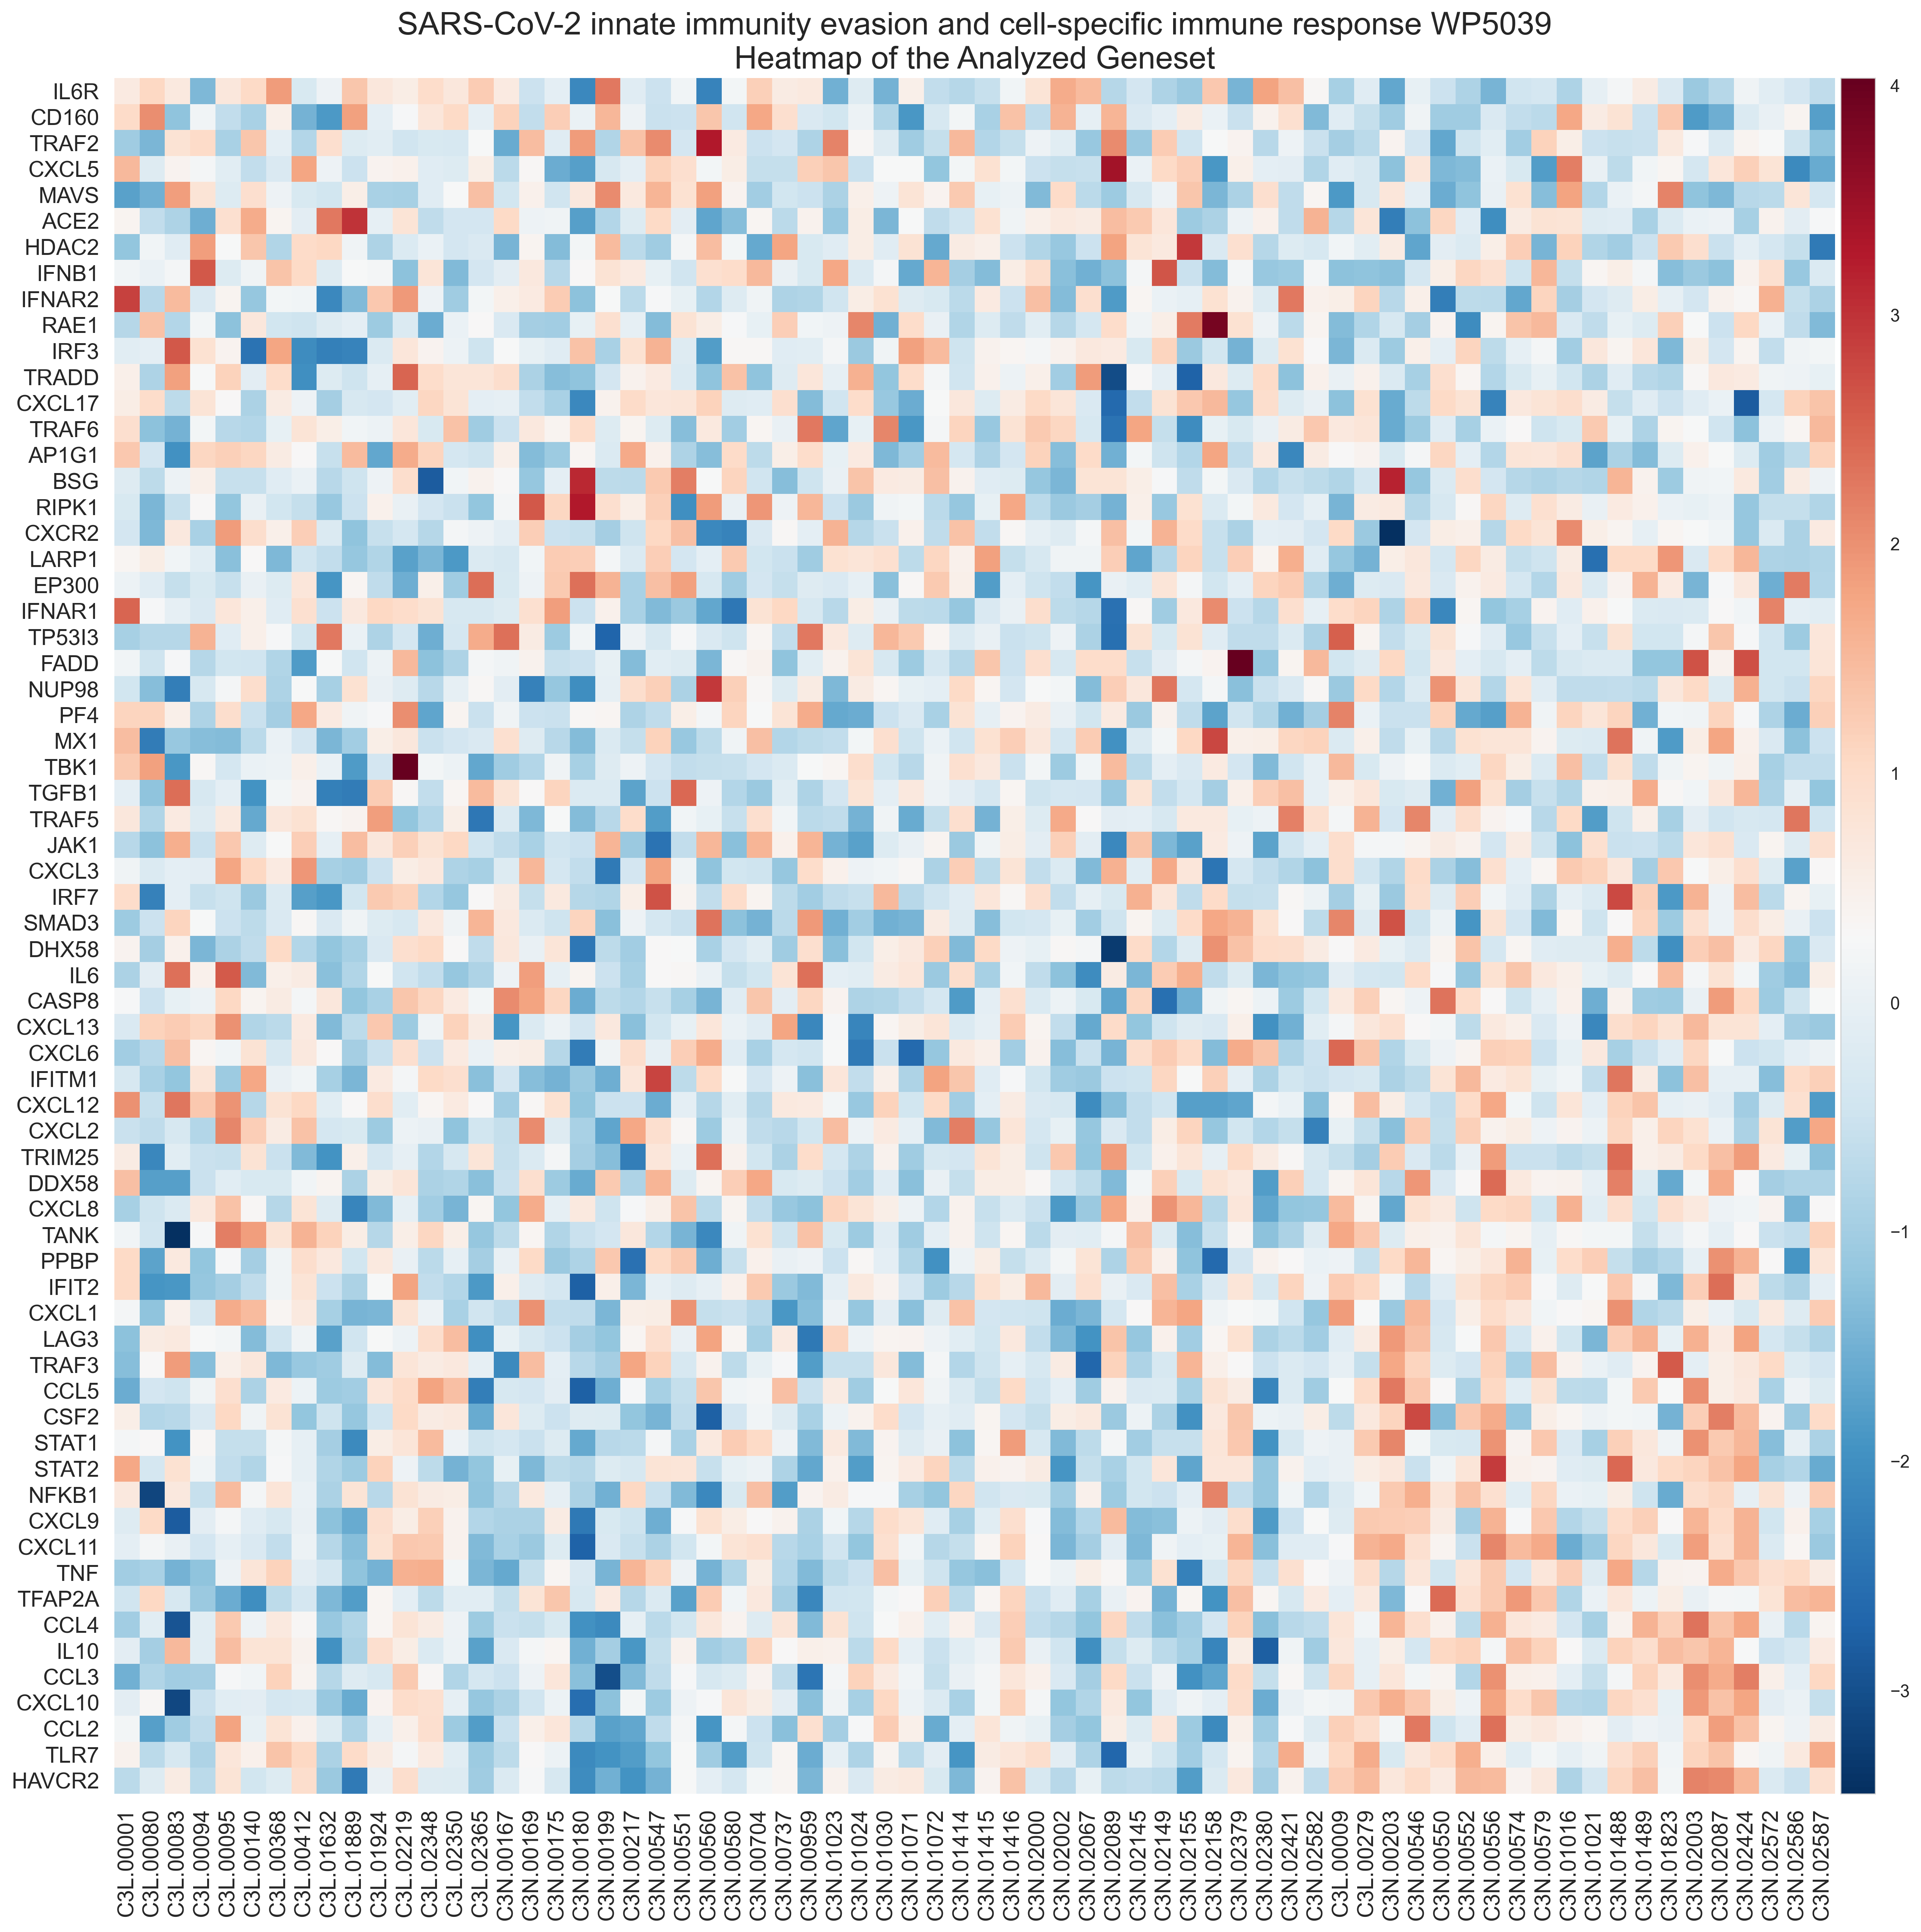 SARS-CoV-2 innate immunity evasion and cell-specific immune response WP5039
Heatmap of the Analyzed Geneset
IL6R
CD160
TRAF2
CXCL5
MAVS
ACE2
HDAC2
IFNB1
IFNAR2
RAE1
IRF3
TRADD
CXCL17
TRAF6
AP1G1
BSG
RIPK1
CXCR2
LARP1
EP300
IFNAR1
TP53I3
FADD
NUP98
PF4
MX1
TBK1
TGFB1
TRAF5
JAK1
CXCL3
IRF7
SMAD3
DHX58
IL6
CASP8
CXCL13
CXCL6
IFITM1
CXCL12
CXCL2
TRIM25
DDX58
CXCL8
TANK
PPBP
IFIT2
CXCL1
LAG3
TRAF3
CCL5
CSF2
STAT1
STAT2
NFKB1
CXCL9
CXCL11
TNF
TFAP2A
CCL4
IL10
CCL3
CXCL10
CCL2
TLR7
HAVCR2
4
3
2
1
0
−1
−2
−3
C3L.00001
C3L.00080
C3L.00083
C3L.00094
C3L.00095
C3L.00140
C3L.00368
C3L.00412
C3L.01632
C3L.01889
C3L.01924
C3L.02219
C3L.02348
C3L.02350
C3L.02365
C3N.00167
C3N.00169
C3N.00175
C3N.00180
C3N.00199
C3N.00217
C3N.00547
C3N.00551
C3N.00560
C3N.00580
C3N.00704
C3N.00737
C3N.00959
C3N.01023
C3N.01024
C3N.01030
C3N.01071
C3N.01072
C3N.01414
C3N.01415
C3N.01416
C3N.02000
C3N.02002
C3N.02067
C3N.02089
C3N.02145
C3N.02149
C3N.02155
C3N.02158
C3N.02379
C3N.02380
C3N.02421
C3N.02582
C3L.00009
C3L.00279
C3N.00203
C3N.00546
C3N.00550
C3N.00552
C3N.00556
C3N.00574
C3N.00579
C3N.01016
C3N.01021
C3N.01488
C3N.01489
C3N.01823
C3N.02003
C3N.02087
C3N.02424
C3N.02572
C3N.02586
C3N.02587